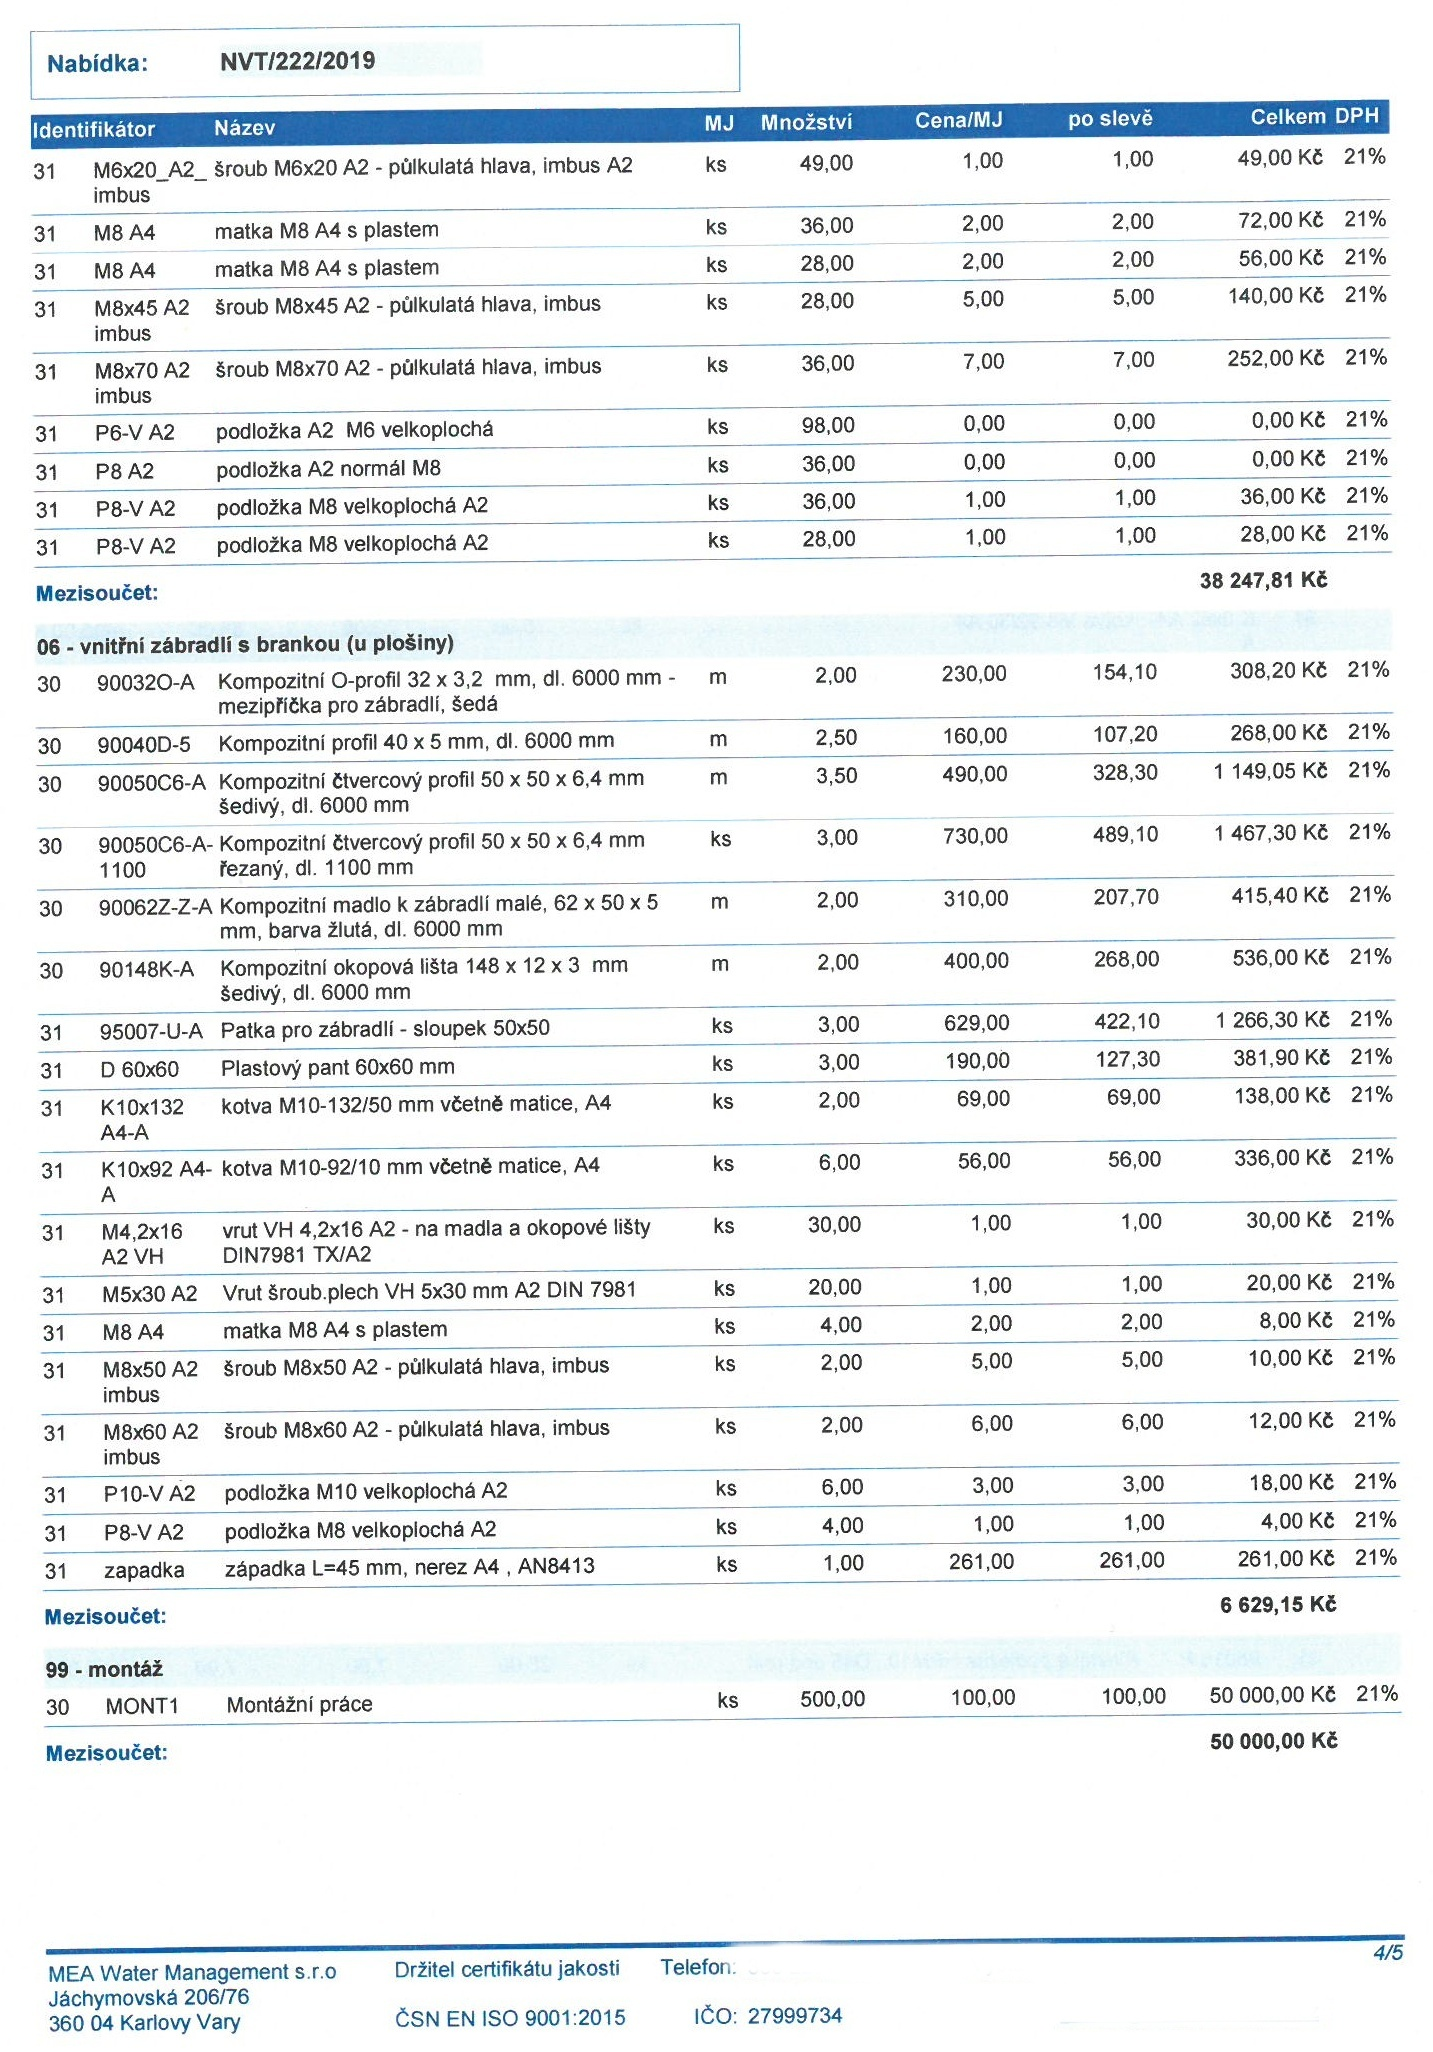 Nabídka: NVT/222/2019
Identifikátor Název MJ Množství Cena/MJ po slevě Celkem DPH
31 M6x20_A2_ šroub M6x20 A2 - půlkulatá hlava, imbus A2 ks 49,00 1,00 1,00 49,00 Kč 21%
imbus
31 M8 A4 matka M8 A4 s plastem ks 36,00 2,00 2,00 72,00 Kč 21%
31 M8 A4 matka M8 A4 s plastem ks 28,00 2,00 2,00 56,00 Kč 21%
31 M8x45 A2 šroub M8x45 A2 - půlkulatá hlava, imbus ks 28,00 5,00 5,00 140,00 Kč 21%
imbus
31 M8x70 A2 šroub M8x70 A2 - půlkulatá hlava, imbus ks 36,00 7,00 7,00 252,00 Kč 21%
imbus
31 P6-V A2 podložka A2 M6 velkoplochá ks 98,00 0,00 0,00 0,00 Kč 21%
31 P8 A2 podložka A2 normál M8 ks 36,00 0,00 0,00 0,00 Kč 21%
31 P8-V A2 podložka M8 velkoplochá A2 ks 36,00 1,00 1,00 36,00 Kč 21%
31 P8-V A2 podložka M8 velkoplochá A2 ks 28,00 1,00 1,00 28,00 Kč 21%
Mezisoučet: 38 247,81 Kč
06 - vnitřní zábradlí s brankou (u plošiny)
30 90032O-A Kompozitní O-profil 32 x 3,2 mm, dl. 6000 mm - m 2,00 230,00 154,10 308,20 Kč 21%
mezipříčka pro zábradlí, šedá
30 90040D-5 Kompozitní profil 40 x 5 mm, dl. 6000 mm m 2,50 160,00 107,20 268,00 Kč 21%
30 90050C6-A Kompozitní čtvercový profil 50 x 50 x 6,4 mm m 3,50 490,00 328,30 1 149,05 Kč 21%
šedivý, dl. 6000 mm
30 90050C6-A- Kompozitní čtvercový profil 50 x 50 x 6,4 mm ks 3,00 730,00 489,10 1 467,30 Kč 21%
1100 řezaný, dl. 1100 mm
30 90062Z-Z-A Kompozitní madlo k zábradlí malé, 62 x 50 x 5 m 2,00 310,00 207,70 415,40 Kč 21%
mm, barva žlutá, dl. 6000 mm
30 90148K-A Kompozitní okopová lišta 148 x 12 x 3 mm m 2,00 400,00 268,00 536,00 Kč 21%
šedivý, dl. 6000 mm
31 95007-U-A Patka pro zábradlí - sloupek 50x50 ks 3,00 629,00 422,10 1 266,30 Kč 21%
31 D 60x60 Plastový pant 60x60 mm ks 3,00 190,00 127,30 381,90 Kč 21%
31 K10x132 kotva M10-132/50 mm včetně matice, A4 ks 2,00 69,00 69,00 138,00 Kč 21%
A4-A
31 K10x92 A4- kotva M10-92/10 mm včetně matice, A4 ks 6,00 56,00 56,00 336,00 Kč 21%
A
31 M4,2x16 vrut VH 4,2x16 A2 - na madla a okopové lišty ks 30,00 1,00 1,00 30,00 Kč 21%
A2 VH DIN7981 TX/A2
31 M5x30 A2 Vrut šroub.plech VH 5x30 mm A2 DIN 7981 ks 20,00 1,00 1,00 20,00 Kč 21%
31 M8 A4 matka M8 A4 s plastem ks 4,00 2,00 2,00 8,00 Kč 21%
31 M8x50 A2 šroub M8x50 A2 - půlkulatá hlava, imbus ks 2,00 5,00 5,00 10,00 Kč 21%
imbus
31 M8x60 A2 šroub M8x60 A2 - půlkulatá hlava, imbus ks 2,00 6,00 6,00 12,00 Kč 21%
imbus
31 P10-V A2 podložka M10 velkoplochá A2 ks 6,00 3,00 3,00 18,00 Kč 21%
31 P8-V A2 podložka M8 velkoplochá A2 ks 4,00 1,00 1,00 4,00 Kč 21%
31 zapadka západka L=45 mm, nerez A4 , AN8413 ks 1,00 261,00 261,00 261,00 Kč 21%
Mezisoučet: 6 629,15 Kč
99 - montáž
30 MONT1 Montážní práce ks 500,00 100,00 100,00 50 000,00 Kč 21%
Mezisoučet: 50 000,00 Kč
4/5
MEA Water Management s.r.o Držitel certifikátu jakosti Telefon:
Jáchymovská 206/76
360 04 Karlovy Vary ČSN EN ISO 9001:2015 IČO: 27999734